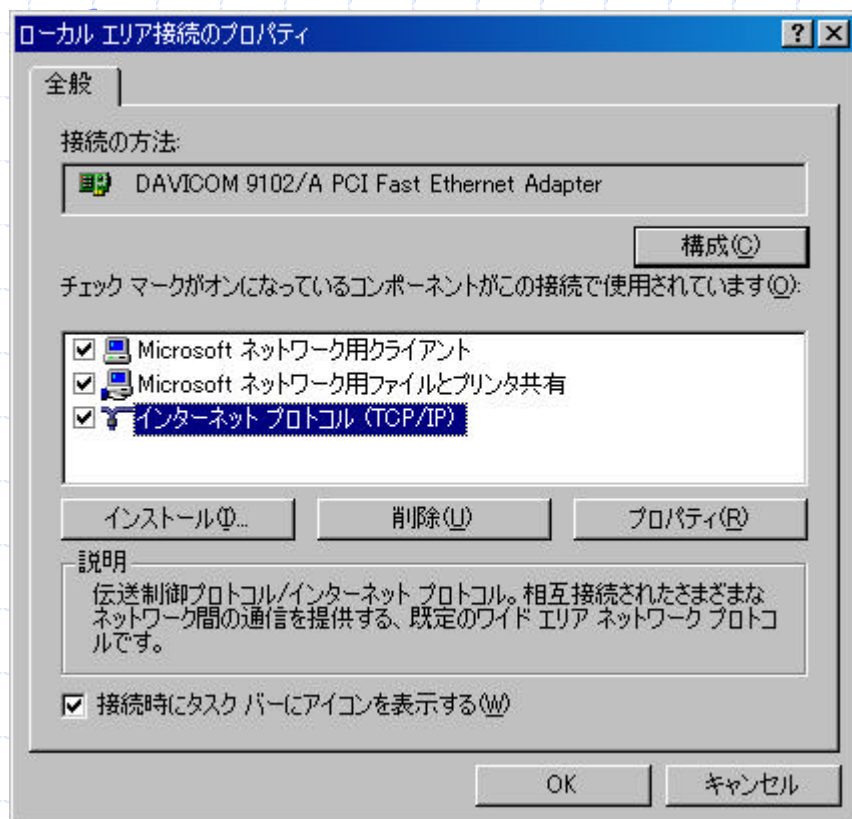 ローカル エリア接続のプロパティ
全般
接続の方法:
DAVICOM 9102/A PCI Fast Ethernet Adapter
構成(C)
チェック マークがオンになっているコンポーネントがこの接続で使用されています(O):
Microsoft ネットワーク用クライアント
Microsoft ネットワーク用ファイルとプリンタ共有
インターネット プロトコル (TCP/IP)
インストール(I)...
削除(U)
プロパティ(R)
説明
伝送制御プロトコル/インターネット プロトコル。相互接続されたさまざまな
ネットワーク間の通信を提供する、既定のワイド エリア ネットワーク プロトコ
ルです。
接続時にタスク バーにアイコンを表示する(W)
OK
キャンセル